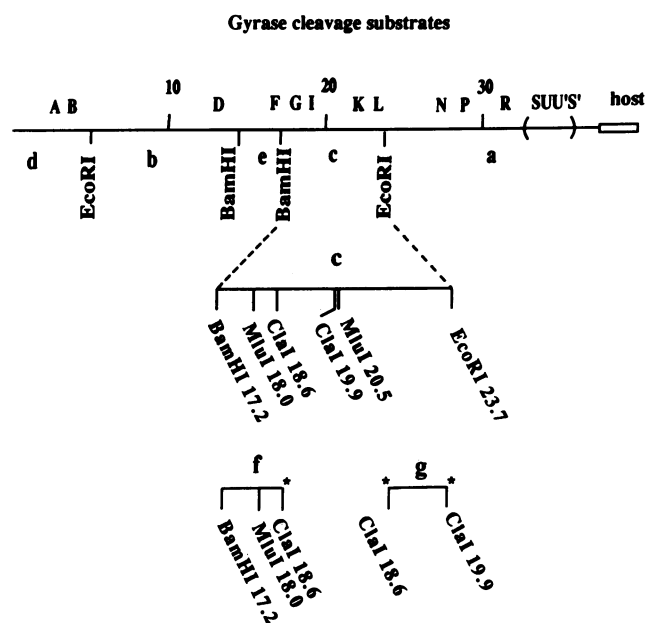 Gyrase cleavage substrates
10 20 30
A B D F G I K L N P R SUU'S' host
d b e c a
EcoRI BamHI BamHI EcoRI
c
BamHI 17.2 MluI 18.0 ClaI 18.6 ClaI 19.9 MluI 20.5 EcoRI 23.7
f * * g *
BamHI 17.2 MluI 18.0 ClaI 18.6 ClaI 18.6 ClaI 19.9